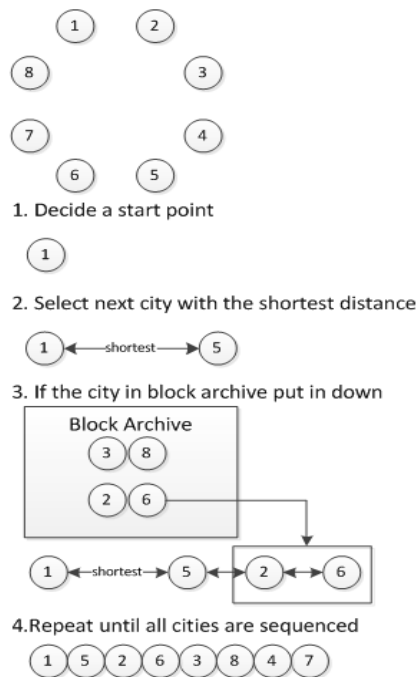 1 2
8 3
7 4
6 5
1. Decide a start point
1
2. Select next city with the shortest distance
1 shortest 5
3. If the city in block archive put in down
Block Archive
3 8
2 6
1 shortest 5 2 6
4.Repeat until all cities are sequenced
1 5 2 6 3 8 4 7